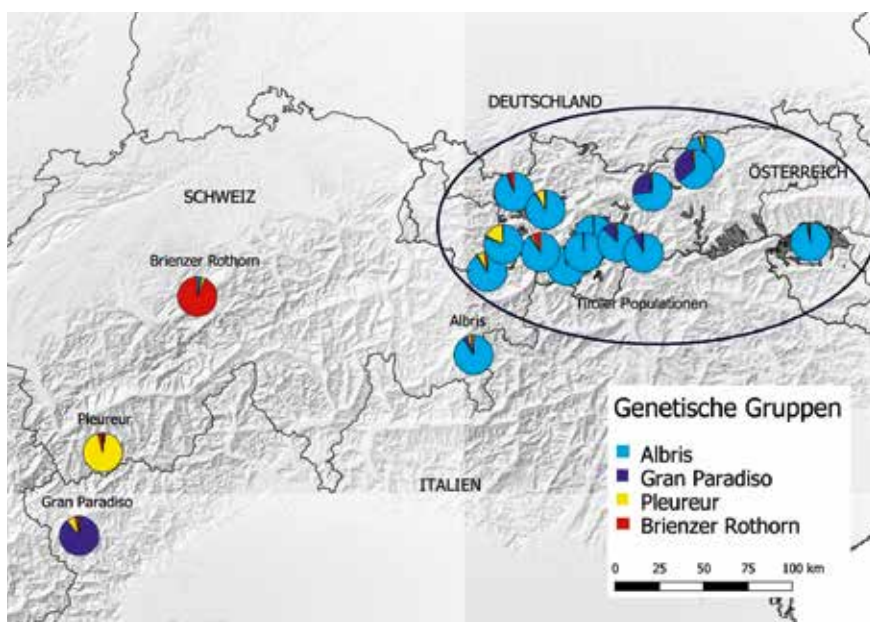 DEUTSCHLAND
ÖSTERREICH
SCHWEIZ
Brienzer Rothorn
Tiroler Populationen
Albris
Pleureur
Gran Paradiso
ITALIEN
Genetische Gruppen
Albris
Gran Paradiso
Pleureur
Brienzer Rothorn
0 25 50 75 100 km